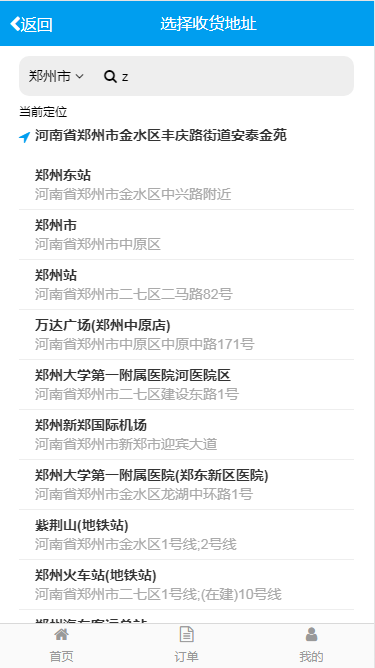 返回 选择收货地址
郑州市 z
当前定位
河南省郑州市金水区丰庆路街道安泰金苑
郑州东站
河南省郑州市金水区中兴路附近
郑州市
河南省郑州市中原区
郑州站
河南省郑州市二七区二马路82号
万达广场(郑州中原店)
河南省郑州市中原区中原中路171号
郑州大学第一附属医院河医院区
河南省郑州市二七区建设东路1号
郑州新郑国际机场
河南省郑州市新郑市迎宾大道
郑州大学第一附属医院(郑东新区医院)
河南省郑州市金水区龙湖中环路1号
紫荆山(地铁站)
河南省郑州市金水区1号线;2号线
郑州火车站(地铁站)
河南省郑州市二七区1号线;(在建)10号线
郑州汽车客运总站
首页 订单 我的